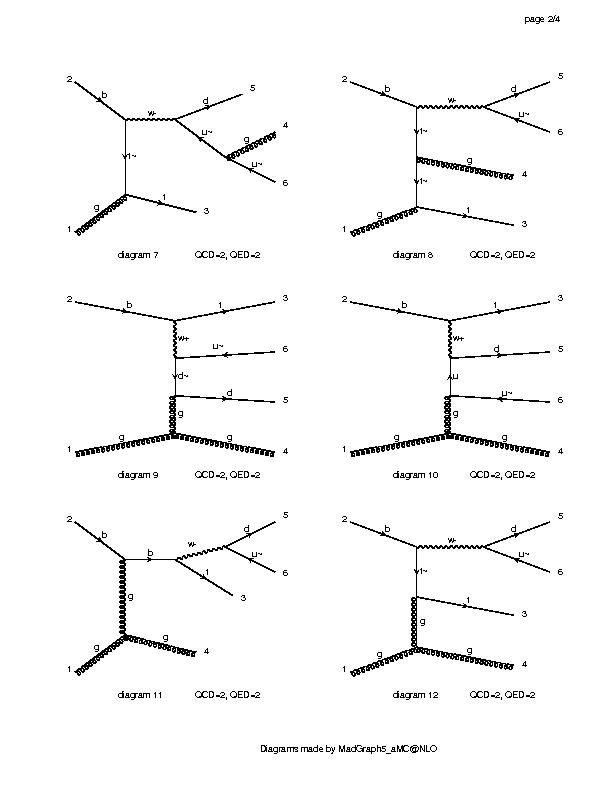 page 2/4
2
b
w-
d
5
t~
u~
g
4
u~
6
g
1
t
3
diagram 7 QCD=2, QED=2
2
b
w-
d
5
t~
u~
6
g
4
t~
g
1
t
3
diagram 8 QCD=2, QED=2
2
b
t
3
w+
u~
6
d~
d
5
g
1
g
g
4
diagram 9 QCD=2, QED=2
2
b
t
3
w+
d
5
u
u~
6
g
1
g
g
4
diagram 10 QCD=2, QED=2
2
b
b
w-
d
5
u~
6
t
3
g
g
1
g
4
diagram 11 QCD=2, QED=2
2
b
w-
d
5
t~
u~
6
t
3
g
g
1
g
4
diagram 12 QCD=2, QED=2
Diagrams made by MadGraph5_aMC@NLO